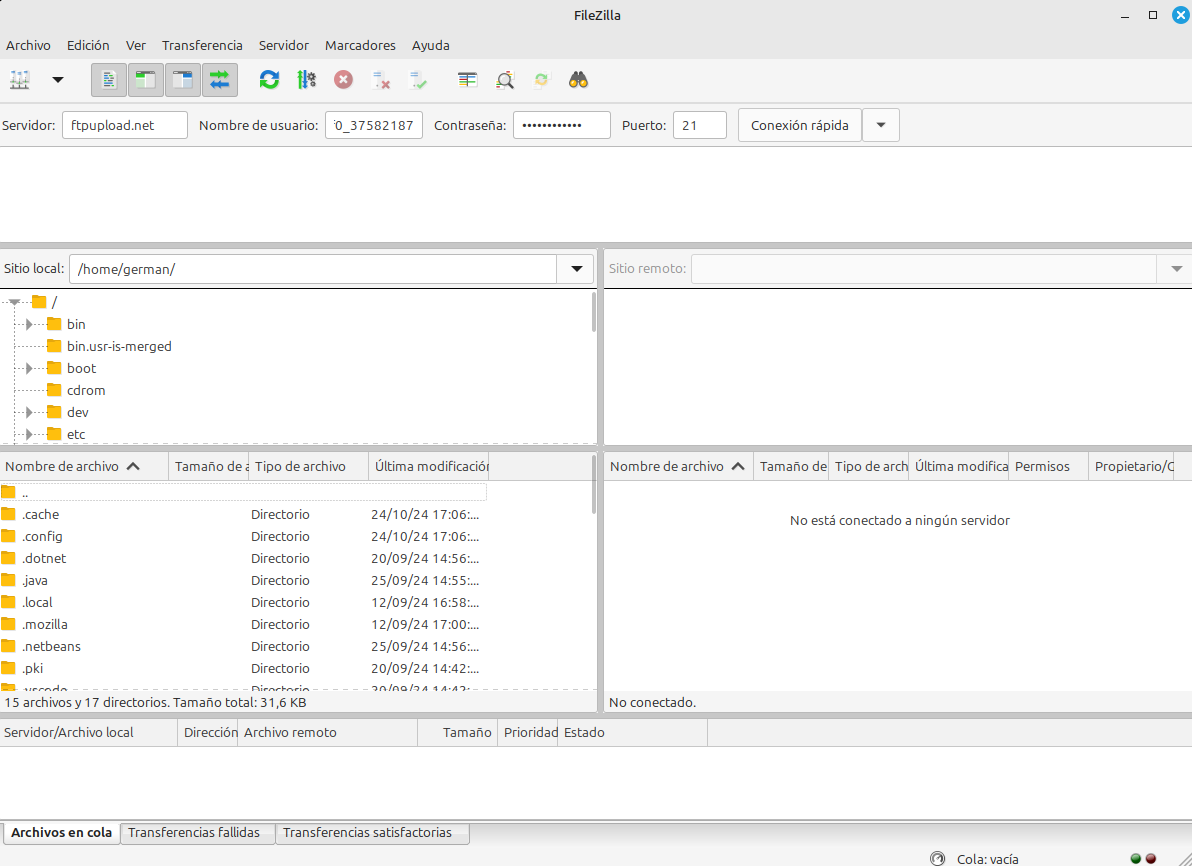 FileZilla
Archivo Edición Ver Transferencia Servidor Marcadores Ayuda
Servidor: ftpupload.net Nombre de usuario: 0_37582187 Contraseña: •••••••••••• Puerto: 21 Conexión rápida
Sitio local: /home/german/ Sitio remoto:
/
bin
bin.usr-is-merged
boot
cdrom
dev
etc
Nombre de archivo Tamaño de a Tipo de archivo Última modificación Nombre de archivo Tamaño de Tipo de arch Última modifica Permisos Propietario/G
..
.cache Directorio 24/10/24 17:06:...
.config Directorio 24/10/24 17:06:...
.dotnet Directorio 20/09/24 14:56:...
.java Directorio 25/09/24 14:55:...
.local Directorio 12/09/24 16:58:...
.mozilla Directorio 12/09/24 17:00:...
.netbeans Directorio 25/09/24 14:56:...
.pki Directorio 20/09/24 14:42:...
.vscode Directorio 20/09/24 14:42:...
No está conectado a ningún servidor
15 archivos y 17 directorios. Tamaño total: 31,6 KB No conectado.
Servidor/Archivo local Dirección Archivo remoto Tamaño Prioridad Estado
Archivos en cola Transferencias fallidas Transferencias satisfactorias
Cola: vacía